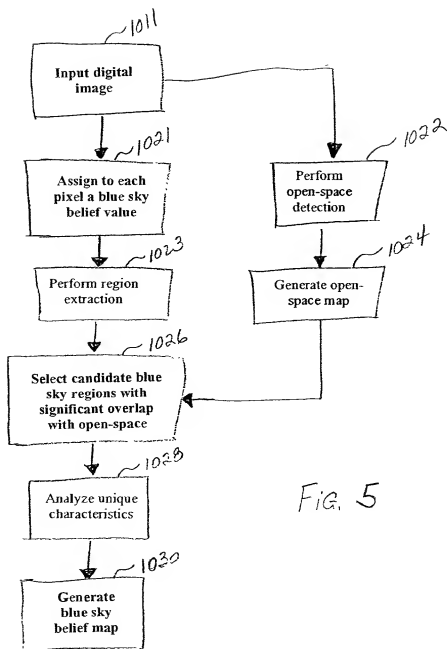 1011
Input digital
image
1021
Assign to each
pixel a blue sky
belief value
1022
Perform
open-space
detection
1023
Perform region
extraction
1024
Generate open-
space map
1026
Select candidate blue
sky regions with
significant overlap
with open-space
1028
Analyze unique
characteristics
1030
Generate
blue sky
belief map
FIG. 5